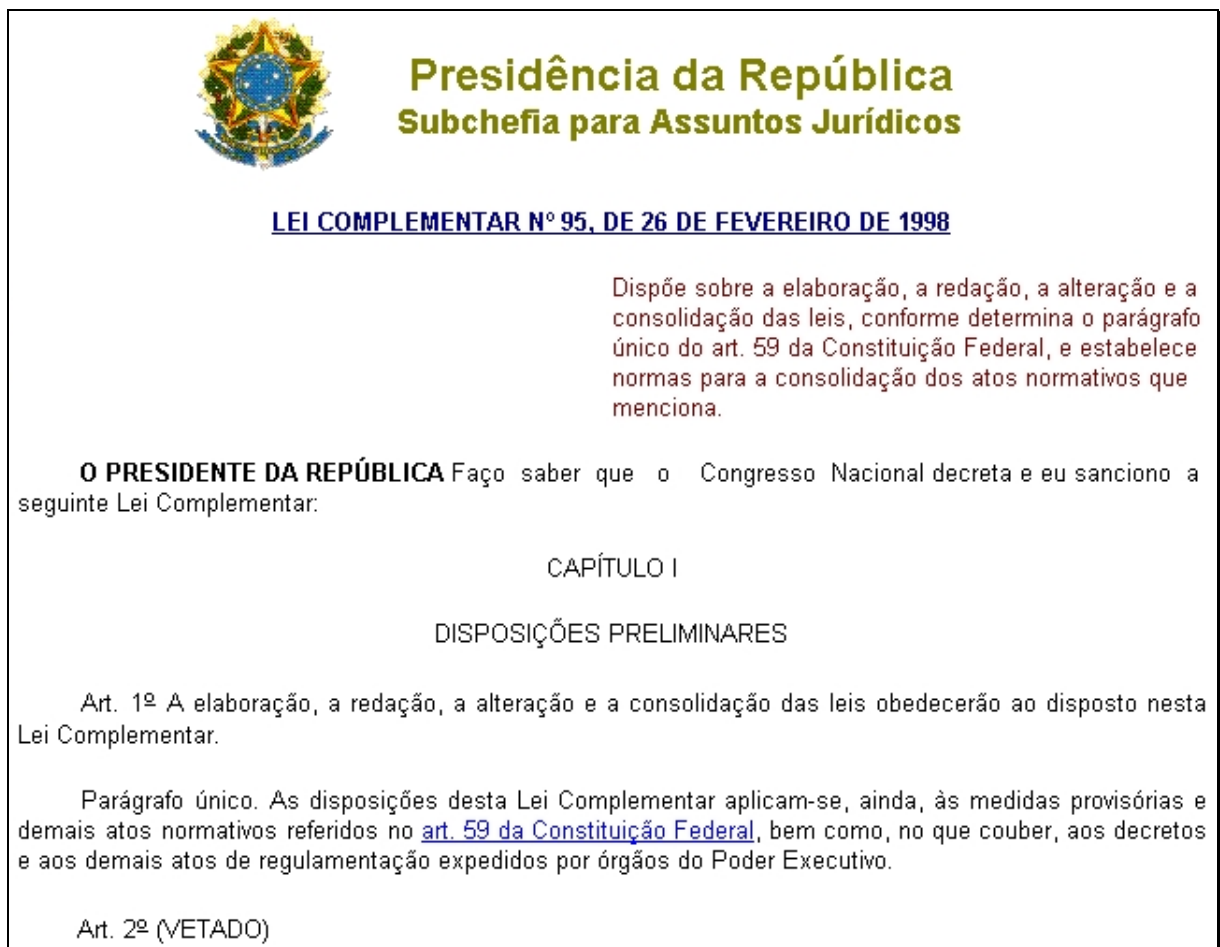 Presidência da República
Subchefia para Assuntos Jurídicos
LEI COMPLEMENTAR Nº 95, DE 26 DE FEVEREIRO DE 1998
Dispõe sobre a elaboração, a redação, a alteração e a
consolidação das leis, conforme determina o parágrafo
único do art. 59 da Constituição Federal, e estabelece
normas para a consolidação dos atos normativos que
menciona.
O PRESIDENTE DA REPÚBLICA Faço saber que o Congresso Nacional decreta e eu sanciono a
seguinte Lei Complementar:
CAPÍTULO I
DISPOSIÇÕES PRELIMINARES
Art. 1º A elaboração, a redação, a alteração e a consolidação das leis obedecerão ao disposto nesta
Lei Complementar.
Parágrafo único. As disposições desta Lei Complementar aplicam-se, ainda, às medidas provisórias e
demais atos normativos referidos no art. 59 da Constituição Federal, bem como, no que couber, aos decretos
e aos demais atos de regulamentação expedidos por órgãos do Poder Executivo.
Art. 2º (VETADO)